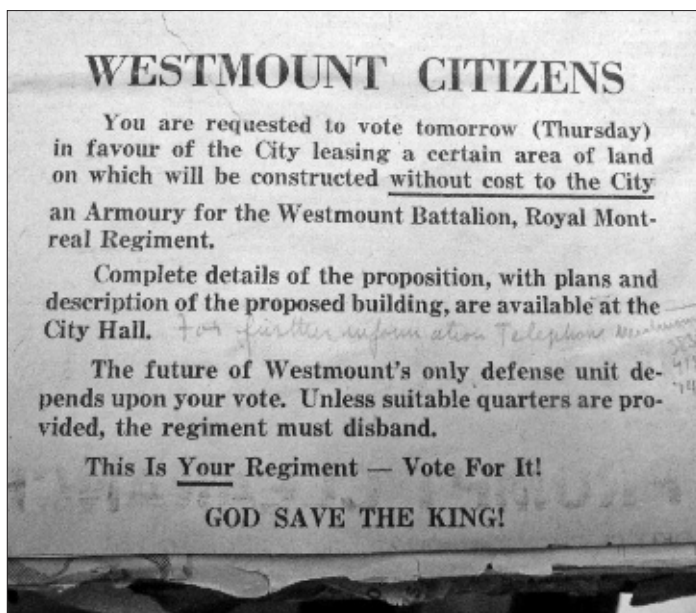 WESTMOUNT CITIZENS
You are requested to vote tomorrow (Thursday)
in favour of the City leasing a certain area of land
on which will be constructed without cost to the City
an Armoury for the Westmount Battalion, Royal Mont-
real Regiment.
Complete details of the proposition, with plans and
description of the proposed building, are available at the
City Hall. For further information Telephone
The future of Westmount's only defense unit de-
pends upon your vote. Unless suitable quarters are pro-
vided, the regiment must disband.
This Is Your Regiment — Vote For It!
GOD SAVE THE KING!